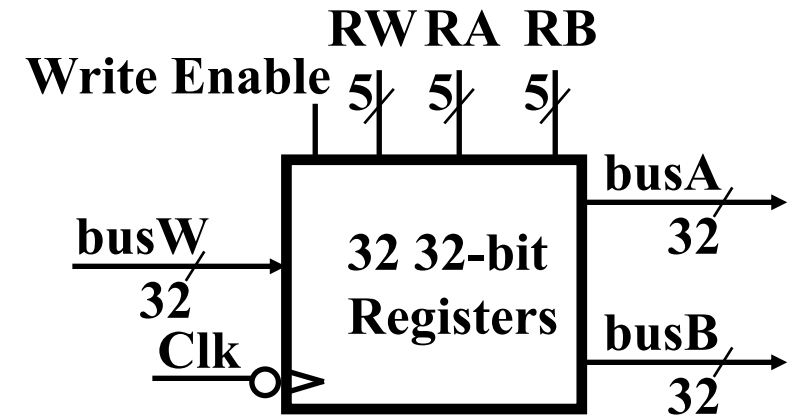 RW RA RB
Write Enable
5 5 5
busA
32
busW
32
32 32-bit
Registers
busB
32
Clk